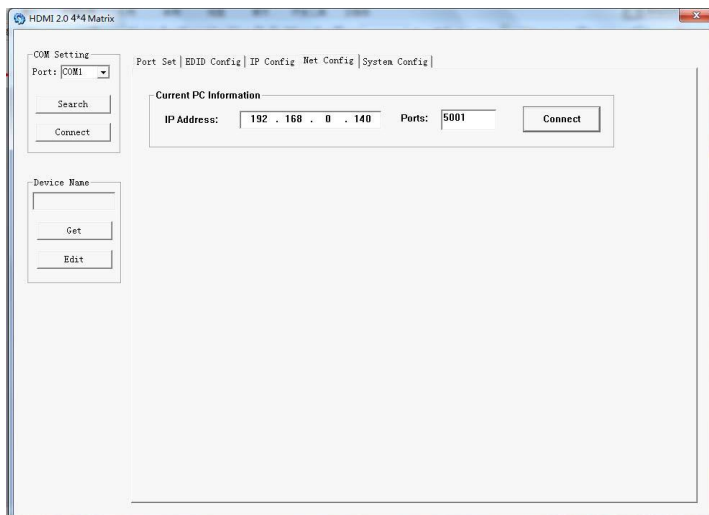 HDMI 2.0 4*4 Matrix
COM Setting
Port: COM1
Search
Connect
Device Name
Get
Edit
Port Set EDID Config IP Config Net Config System Config
Current PC Information
IP Address: 192 . 168 . 0 . 140 Ports: 5001 Connect